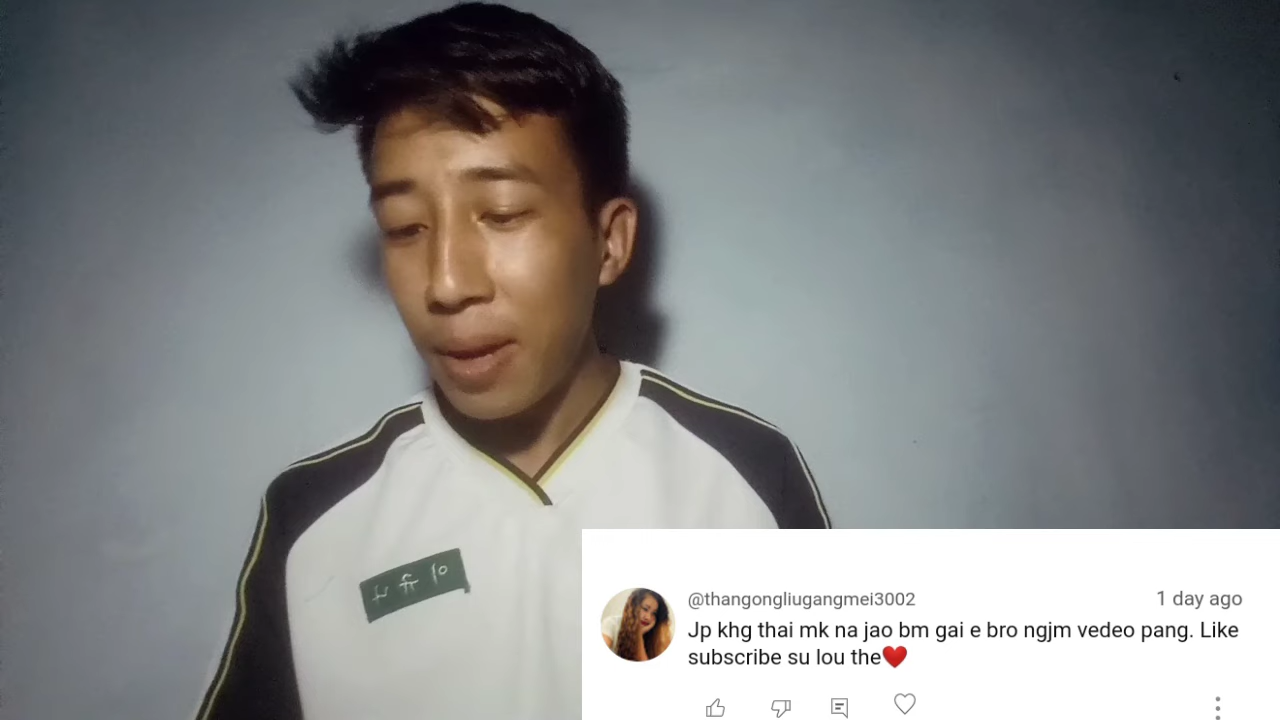 @thangongliugangmei3002
1 day ago
Jp khg thai mk na jao bm gai e bro ngjm vedeo pang. Like
subscribe su lou the❤️